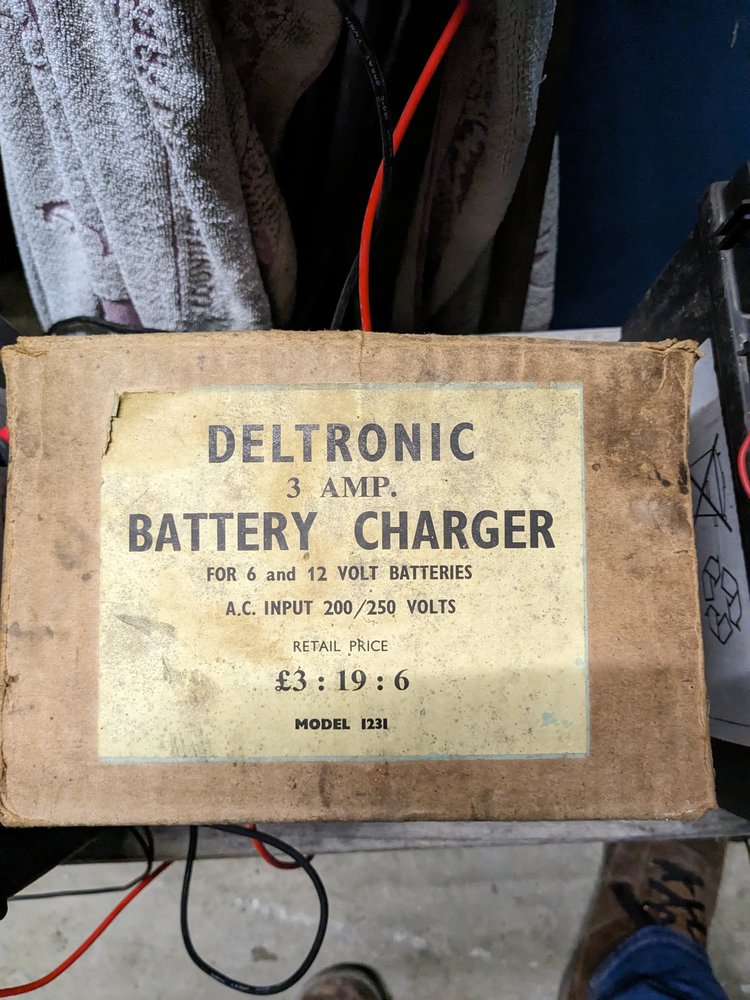 DELTRONIC
3 AMP.
BATTERY CHARGER
FOR 6 and 12 VOLT BATTERIES
A.C. INPUT 200/250 VOLTS
RETAIL PRICE
£3 : 19 : 6
MODEL 1231